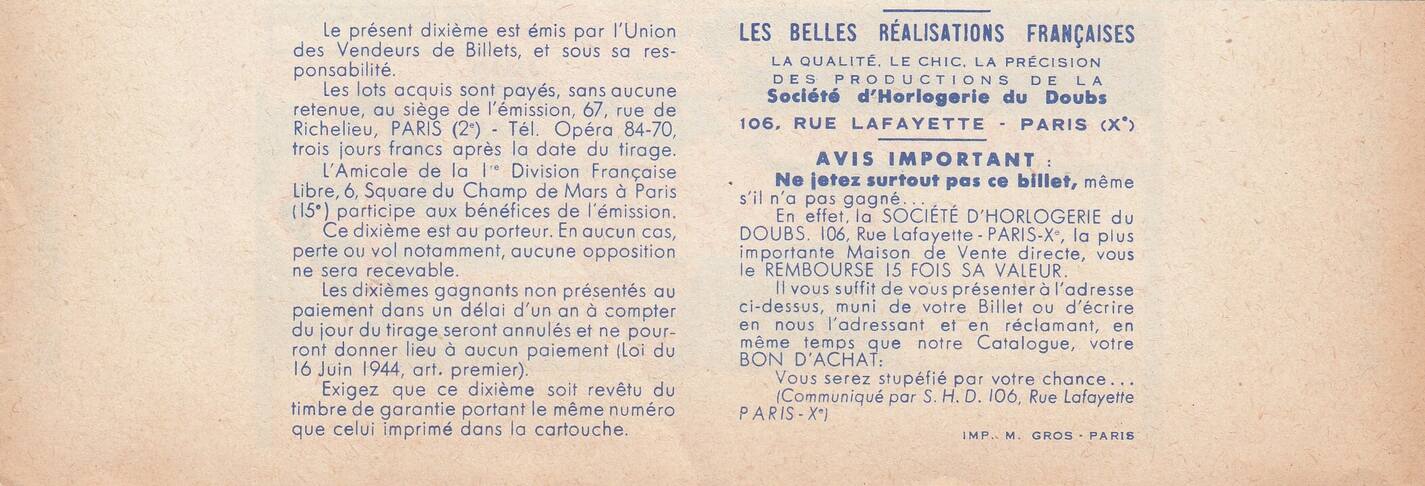 Le présent dixième est émis par l'Union
des Vendeurs de Billets, et sous sa res-
ponsabilité.
Les lots acquis sont payés, sans aucune
retenue, au siège de l'émission, 67, rue de
Richelieu, PARIS (2e) - Tél. Opéra 84-70,
trois jours francs après la date du tirage.
L'Amicale de la Ire Division Française
Libre, 6, Square du Champ de Mars à Paris
(15e) participe aux bénéfices de l'émission.
Ce dixième est au porteur. En aucun cas,
perte ou vol notamment, aucune opposition
ne sera recevable.
Les dixièmes gagnants non présentés au
paiement dans un délai d'un an à compter
du jour du tirage seront annulés et ne pour-
ront donner lieu à aucun paiement (Loi du
16 Juin 1944, art. premier).
Exigez que ce dixième soit revêtu du
timbre de garantie portant le même numéro
que celui imprimé dans la cartouche.
LES BELLES RÉALISATIONS FRANÇAISES
LA QUALITÉ, LE CHIC, LA PRÉCISION
DES PRODUCTIONS DE LA
Société d'Horlogerie du Doubs
106, RUE LAFAYETTE - PARIS (Xe)
AVIS IMPORTANT :
Ne jetez surtout pas ce billet, même
s'il n'a pas gagné...
En effet, la SOCIÉTÉ D'HORLOGERIE du
DOUBS. 106, Rue Lafayette - PARIS-Xe, la plus
importante Maison de Vente directe, vous
le REMBOURSE 15 FOIS SA VALEUR.
Il vous suffit de vous présenter à l'adresse
ci-dessus, muni de votre Billet ou d'écrire
en nous l'adressant et en réclamant, en
même temps que notre Catalogue, votre
BON D'ACHAT:
Vous serez stupéfié par votre chance...
(Communiqué par S. H. D. 106, Rue Lafayette
PARIS-Xe)
IMP. M. GROS - PARIS